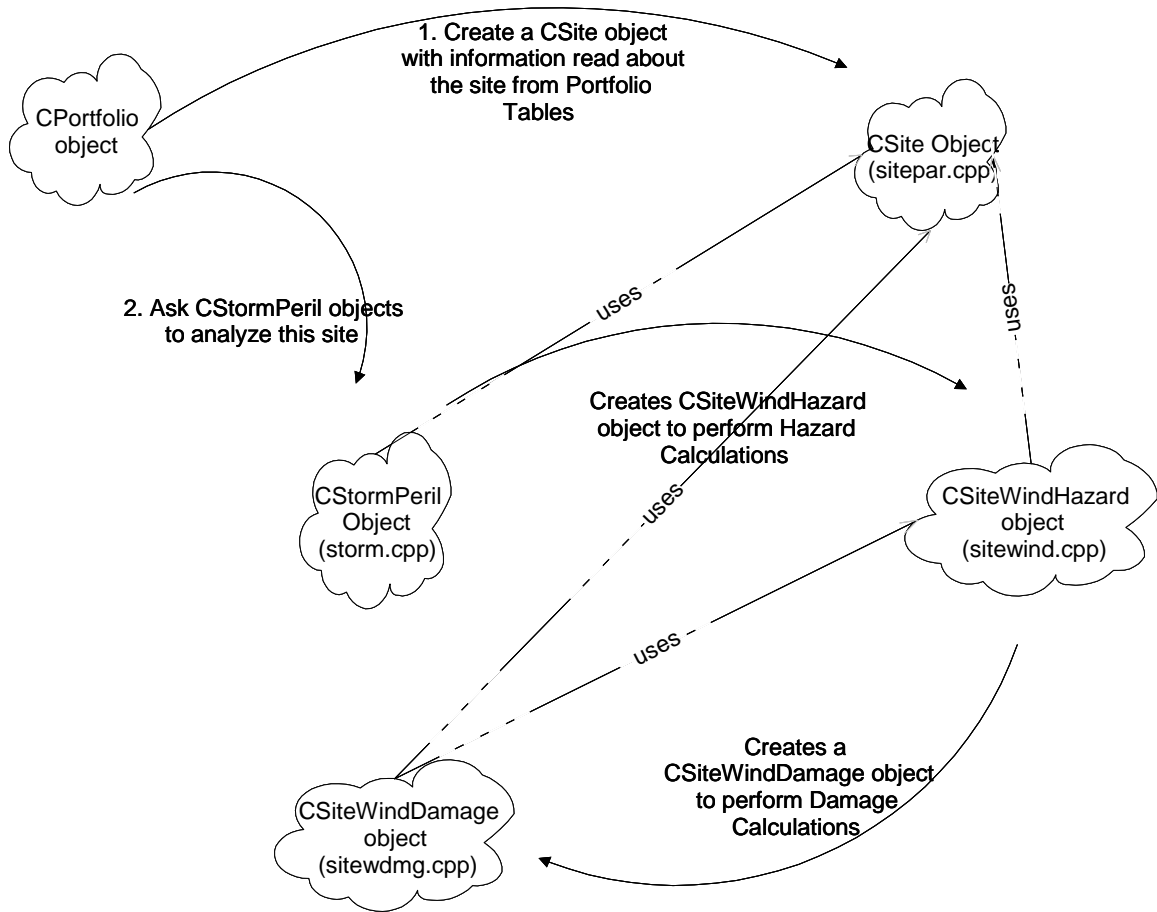 1. Create a CSite object
with information read about
the site from Portfolio
Tables
CPortfolio
object
CSite Object
(sitepar.cpp)
2. Ask CStormPeril objects
to analyze this site
uses
uses
Creates CSiteWindHazard
object to perform Hazard
Calculations
CStormPeril
Object
(storm.cpp)
uses
CSiteWindHazard
object
(sitewind.cpp)
uses
Creates a
CSiteWindDamage object
to perform Damage
Calculations
CSiteWindDamage
object
(sitewdmg.cpp)